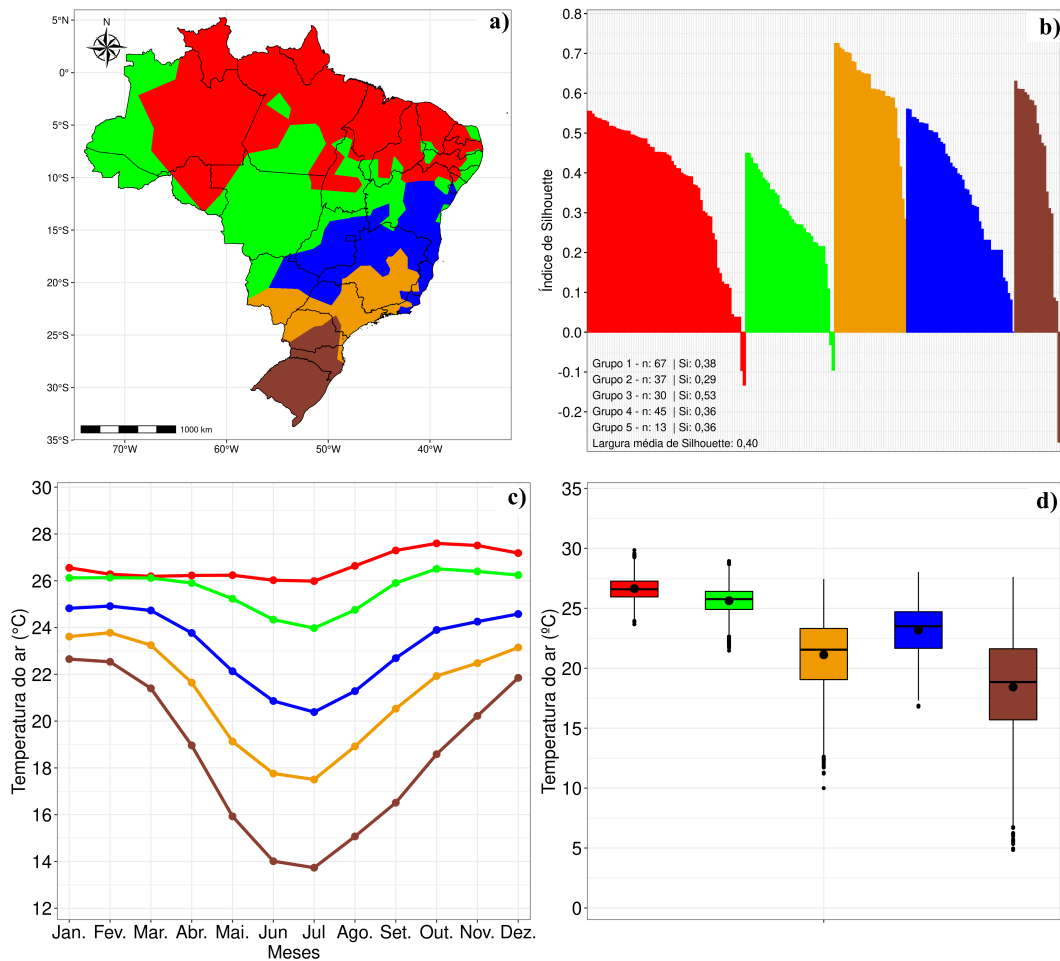 a)
N
5°N
0°
5°S
10°S
15°S
20°S
25°S
30°S
35°S
1000 km
70°W
60°W
50°W
40°W
b)
Índice de Silhouette
0.8
0.7
0.6
0.5
0.4
0.3
0.2
0.1
0.0
-0.1
-0.2
Grupo 1 - n: 67 | Si: 0,38
Grupo 2 - n: 37 | Si: 0,29
Grupo 3 - n: 30 | Si: 0,53
Grupo 4 - n: 45 | Si: 0,36
Grupo 5 - n: 13 | Si: 0,36
Largura média de Silhouette: 0,40
c)
Temperatura do ar (ºC)
30
28
26
24
22
20
18
16
14
12
Jan. Fev. Mar. Abr. Mai. Jun Jul Ago. Set. Out. Nov. Dez.
Meses
d)
Temperatura do ar (ºC)
35
30
25
20
15
10
5
0